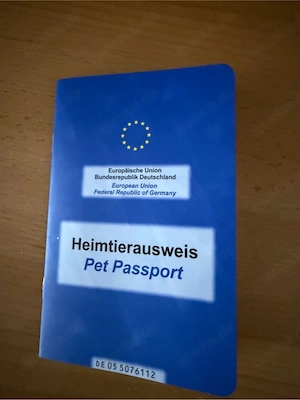 Europäische Union
Bundesrepublik Deutschland
European Union
Federal Republic of Germany
Heimtierausweis
Pet Passport
DE 05 5076112